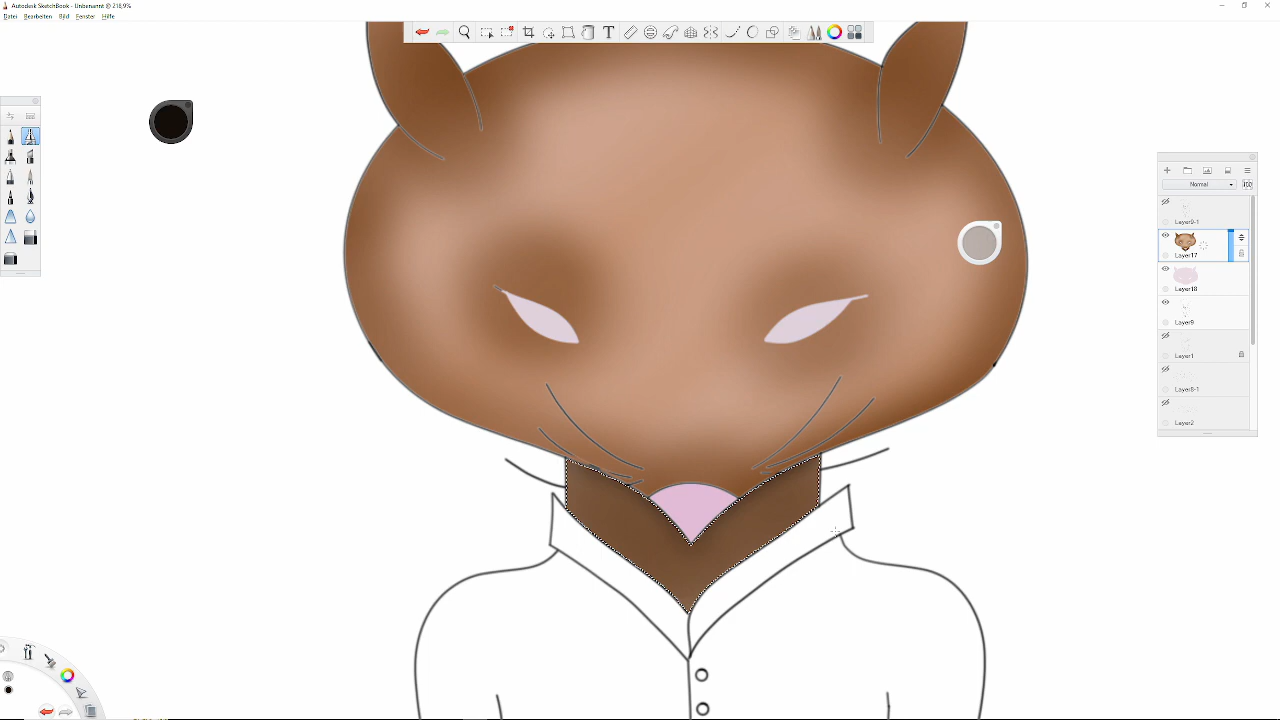 Autodesk SketchBook - Unbenannt @ 218,9%
Datei Bearbeiten Bild Fenster Hilfe
T
Normal
Layer9-1
Layer17
Layer18
Layer9
Layer1
Layer8-1
Layer2